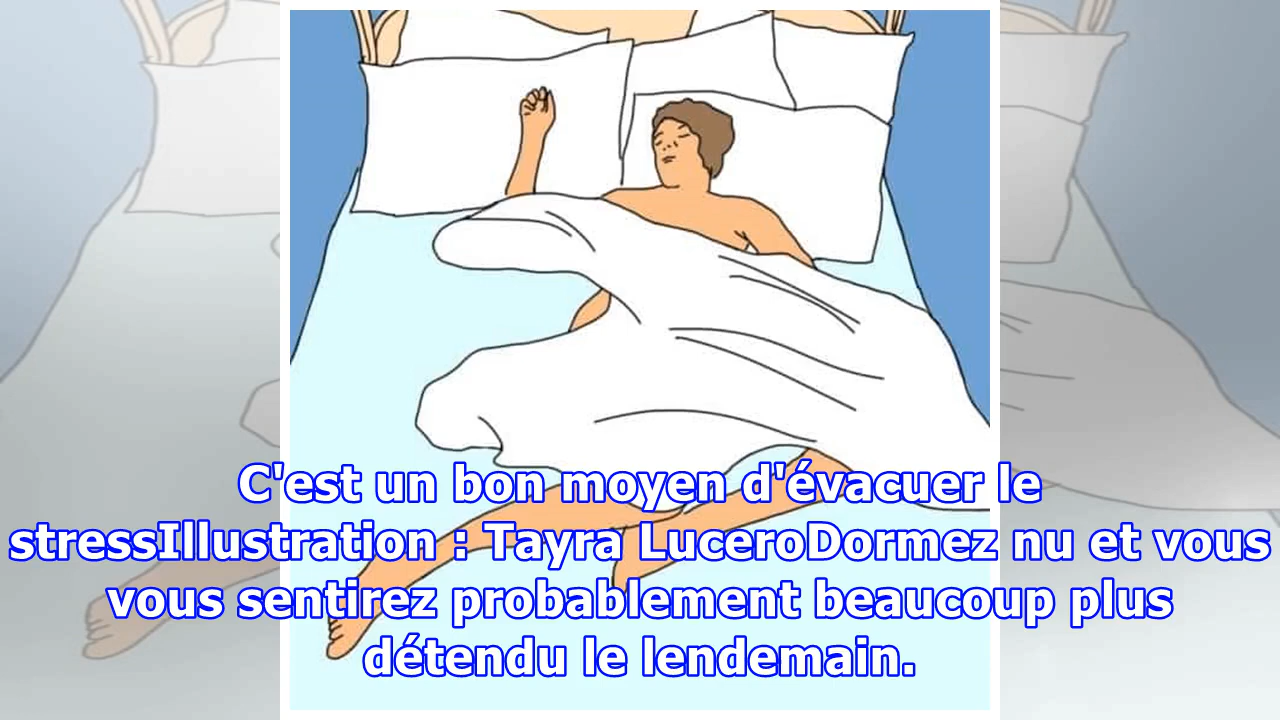 C'est un bon moyen d'évacuer le
stressIllustration : Tayra LuceroDormez nu et vous
vous sentirez probablement beaucoup plus
détendu le lendemain.